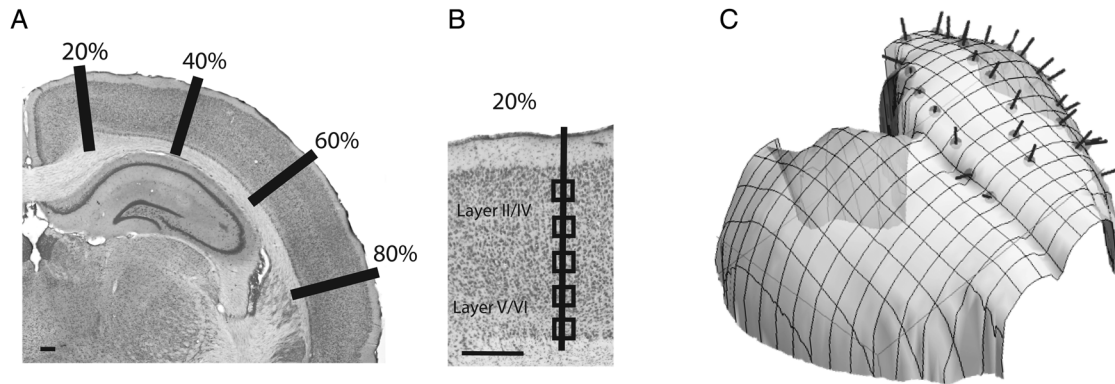 A
20%
40%
60%
80%
B
20%
Layer II/IV
Layer V/VI
C